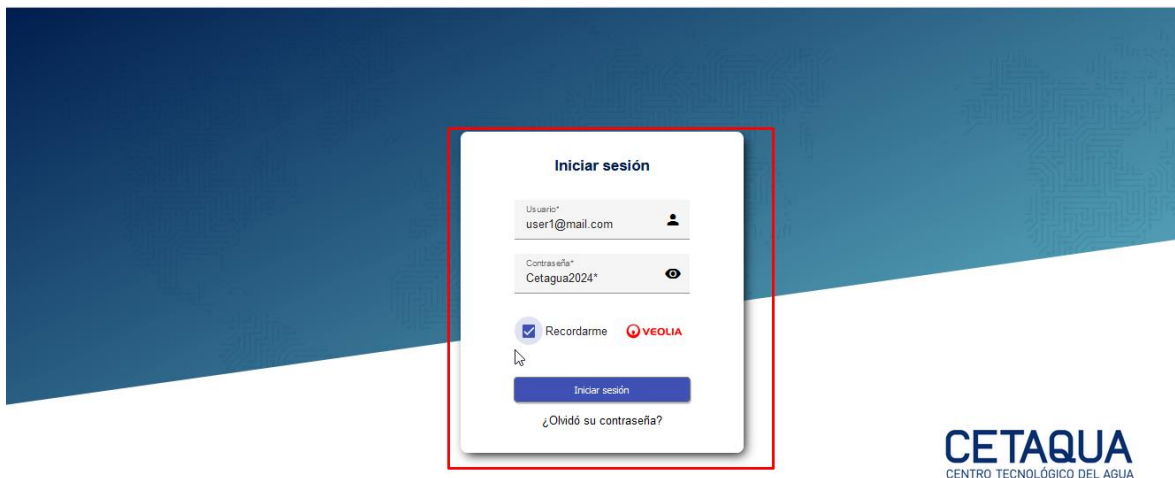 Iniciar sesión
Usuario*
user1@mail.com
Contraseña*
Cetagua2024*
Recordarme VEOLIA
Iniciar sesión
¿Olvidó su contraseña?
CETAQUA
CENTRO TECNOLÓGICO DEL AGUA